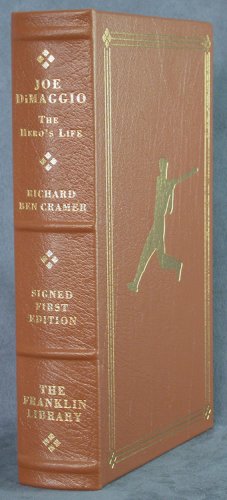 JOE
DIMAGGIO
THE
HERO'S LIFE
RICHARD
BEN CRAMER
SIGNED
FIRST
EDITION
THE
FRANKLIN
LIBRARY